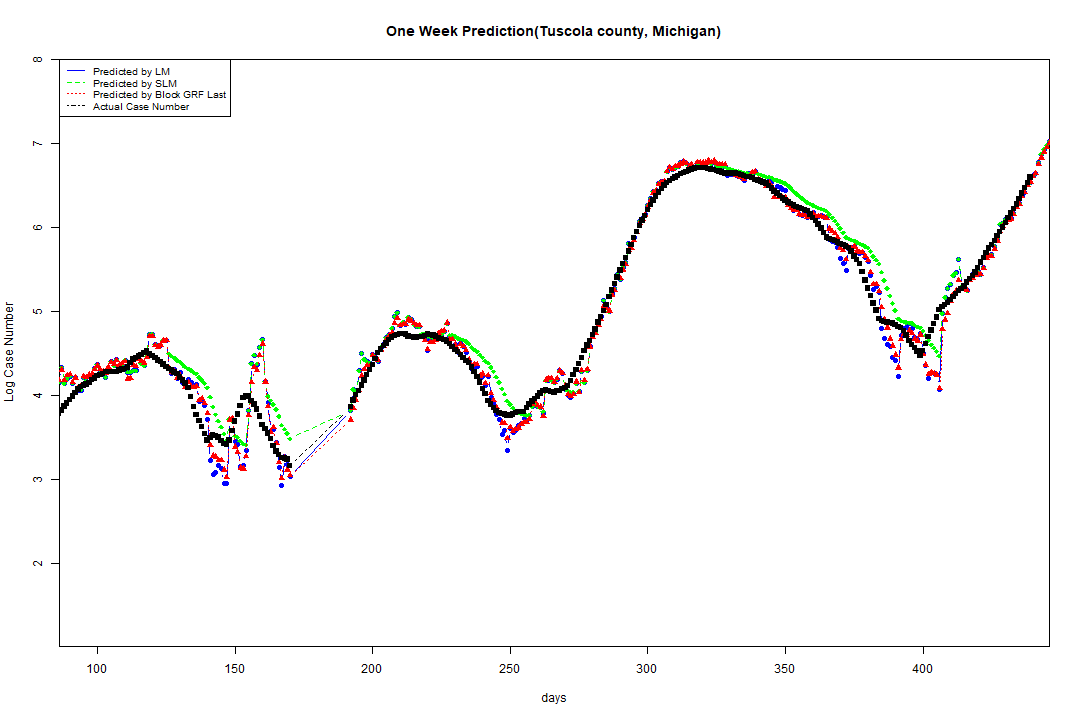 One Week Prediction(Tuscola county, Michigan)
Predicted by LM
Predicted by SLM
Predicted by Block GRF Last
Actual Case Number
8
7
6
5
4
3
2
Log Case Number
100 150 200 250 300 350 400
days